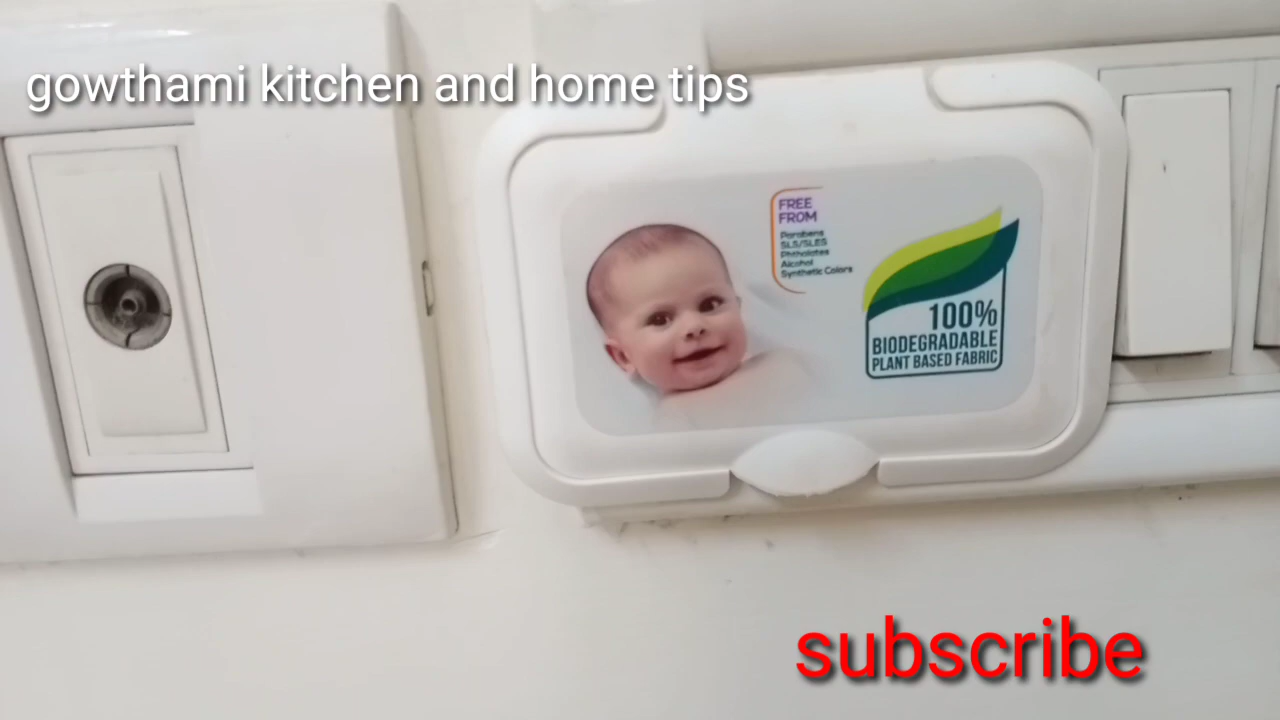 gowthami kitchen and home tips
FREE
FROM
Parabens
SLS/SLES
Phthalates
Alcohol
Synthetic Colors
100%
BIODEGRADABLE
PLANT BASED FABRIC
subscribe